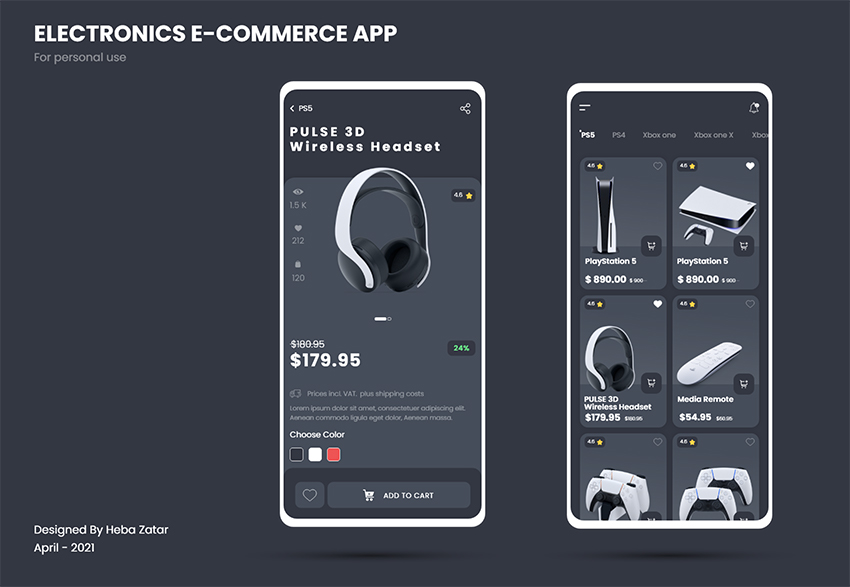 ELECTRONICS E-COMMERCE APP
For personal use
PS5
PULSE 3D
Wireless Headset
4.6
1.5 K
212
120
$180.95
$179.95
24%
Prices incl. VAT. plus shipping costs
Lorem ipsum dolor sit amet, consectetuer adipiscing elit.
Aenean commodo ligula eget dolor, Aenean massa.
Choose Color
ADD TO CART
PS5 PS4 Xbox one Xbox one X Xbox
4.6
PlayStation 5
$ 890.00 $ 900
4.6
PlayStation 5
$ 890.00 $ 900
4.6
PULSE 3D
Wireless Headset
$179.95 $180.95
4.6
Media Remote
$54.95 $60.95
4.6
4.6
Designed By Heba Zatar
April - 2021